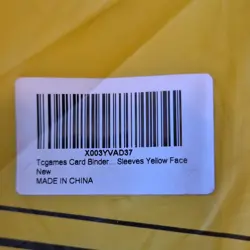 X003YVAD37
Tcgames Card Binder... Sleeves Yellow Face
New
MADE IN CHINA